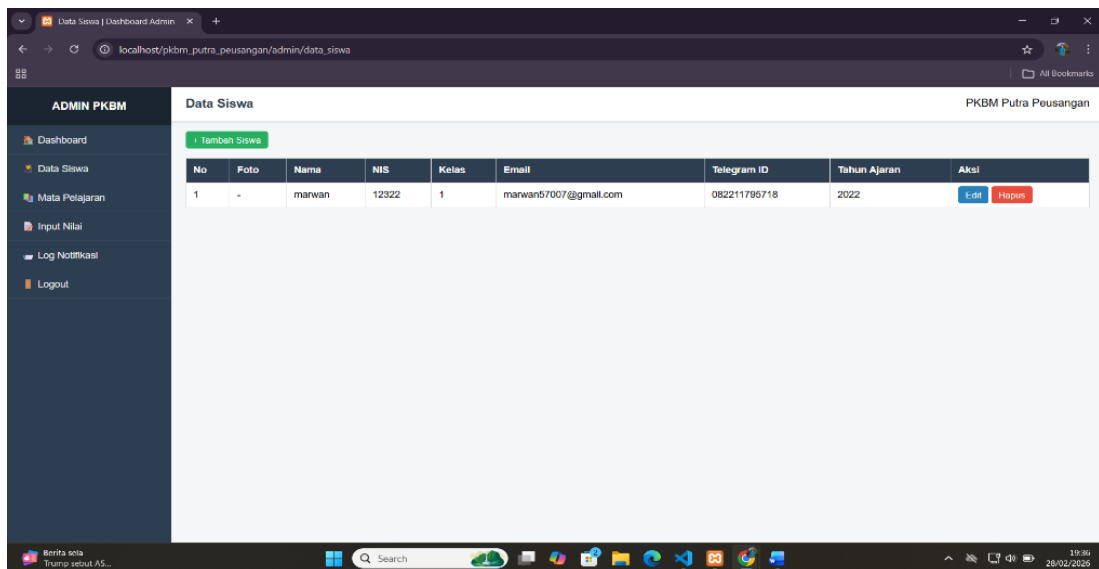 Data Siswa | Dashboard Admin
localhost/pkbm_putra_peusangan/admin/data_siswa
All Bookmarks
ADMIN PKBM
Data Siswa
PKBM Putra Peusangan
Dashboard
Data Siswa
Mata Pelajaran
Input Nilai
Log Notifikasi
Logout
+ Tambah Siswa
No Foto Nama NIS Kelas Email Telegram ID Tahun Ajaran Aksi
1 - marwan 12322 1 marwan57007@gmail.com 082211795718 2022 Edit Hapus
Berita sela
Trump sebut AS...
Search
2
19:36
28/02/2026